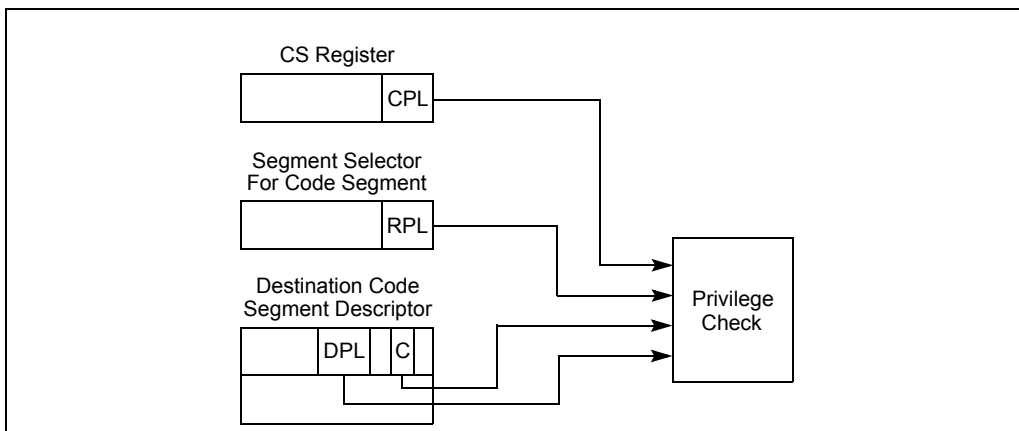 CS Register
CPL
Segment Selector
For Code Segment
RPL
Destination Code
Segment Descriptor
DPL
C
Privilege
Check